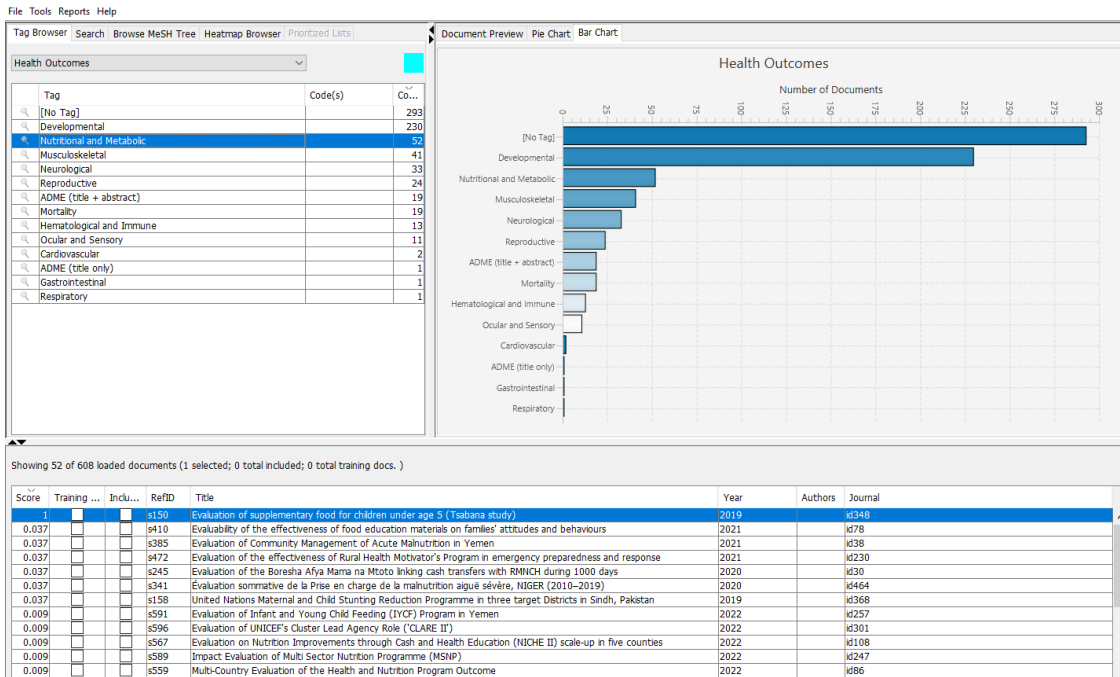 File Tools Reports Help
Tag Browser Search Browse MeSH Tree Heatmap Browser Prioritized Lists
Health Outcomes
Tag Code(s) Co...
[No Tag] 293
Developmental 230
Nutritional and Metabolic 52
Musculoskeletal 41
Neurological 33
Reproductive 24
ADME (title + abstract) 19
Mortality 19
Hematological and Immune 13
Ocular and Sensory 11
Cardiovascular 2
ADME (title only) 1
Gastrointestinal 1
Respiratory 1
Document Preview Pie Chart Bar Chart
Health Outcomes
Number of Documents
0 25 50 75 100 125 150 175 200 225 250 275 300
[No Tag]
Developmental
Nutritional and Metabolic
Musculoskeletal
Neurological
Reproductive
ADME (title + abstract)
Mortality
Hematological and Immune
Ocular and Sensory
Cardiovascular
ADME (title only)
Gastrointestinal
Respiratory
Showing 52 of 608 loaded documents (1 selected; 0 total included; 0 total training docs. )
Score Training ... Inclu... RefID Title Year Authors Journal
1 s150 Evaluation of supplementary food for children under age 5 (Tsabana study) 2019 id348
0.037 s410 Evaluability of the effectiveness of food education materials on families' attitudes and behaviours 2021 id78
0.037 s385 Evaluation of Community Management of Acute Malnutrition in Yemen 2021 id38
0.037 s472 Evaluation of the effectiveness of Rural Health Motivator's Program in emergency preparedness and response 2021 id230
0.037 s245 Evaluation of the Boresha Afya Mama na Mtoto linking cash transfers with RMNCH during 1000 days 2020 id30
0.037 s341 Évaluation sommative de la Prise en charge de la malnutrition aiguë sévère, NIGER (2010–2019) 2020 id464
0.037 s158 United Nations Maternal and Child Stunting Reduction Programme in three target Districts in Sindh, Pakistan 2019 id368
0.009 s591 Evaluation of Infant and Young Child Feeding (IYCF) Program in Yemen 2022 id257
0.009 s596 Evaluation of UNICEF's Cluster Lead Agency Role ('CLARE II') 2022 id301
0.009 s567 Evaluation on Nutrition Improvements through Cash and Health Education (NICHE II) scale-up in five counties 2022 id108
0.009 s589 Impact Evaluation of Multi Sector Nutrition Programme (MSNP) 2022 id247
0.009 s559 Multi-Country Evaluation of the Health and Nutrition Program Outcome 2022 id86